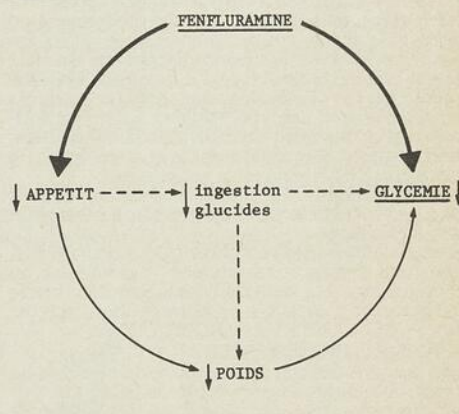 FENFLURAMINE
↓ APPETIT
↓ ingestion
glucides
GLYCEMIE ↓
↓ POIDS